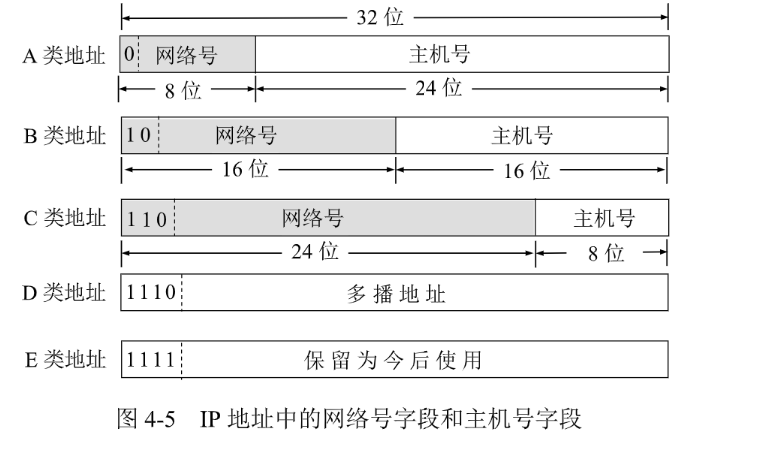 32 位
A 类地址 0 网络号 主机号
8 位 24 位
B 类地址 1 0 网络号 主机号
16 位 16 位
C 类地址 1 1 0 网络号 主机号
24 位 8 位
D 类地址 1110 多播地址
E 类地址 1111 保留为今后使用
图 4-5 IP 地址中的网络号字段和主机号字段